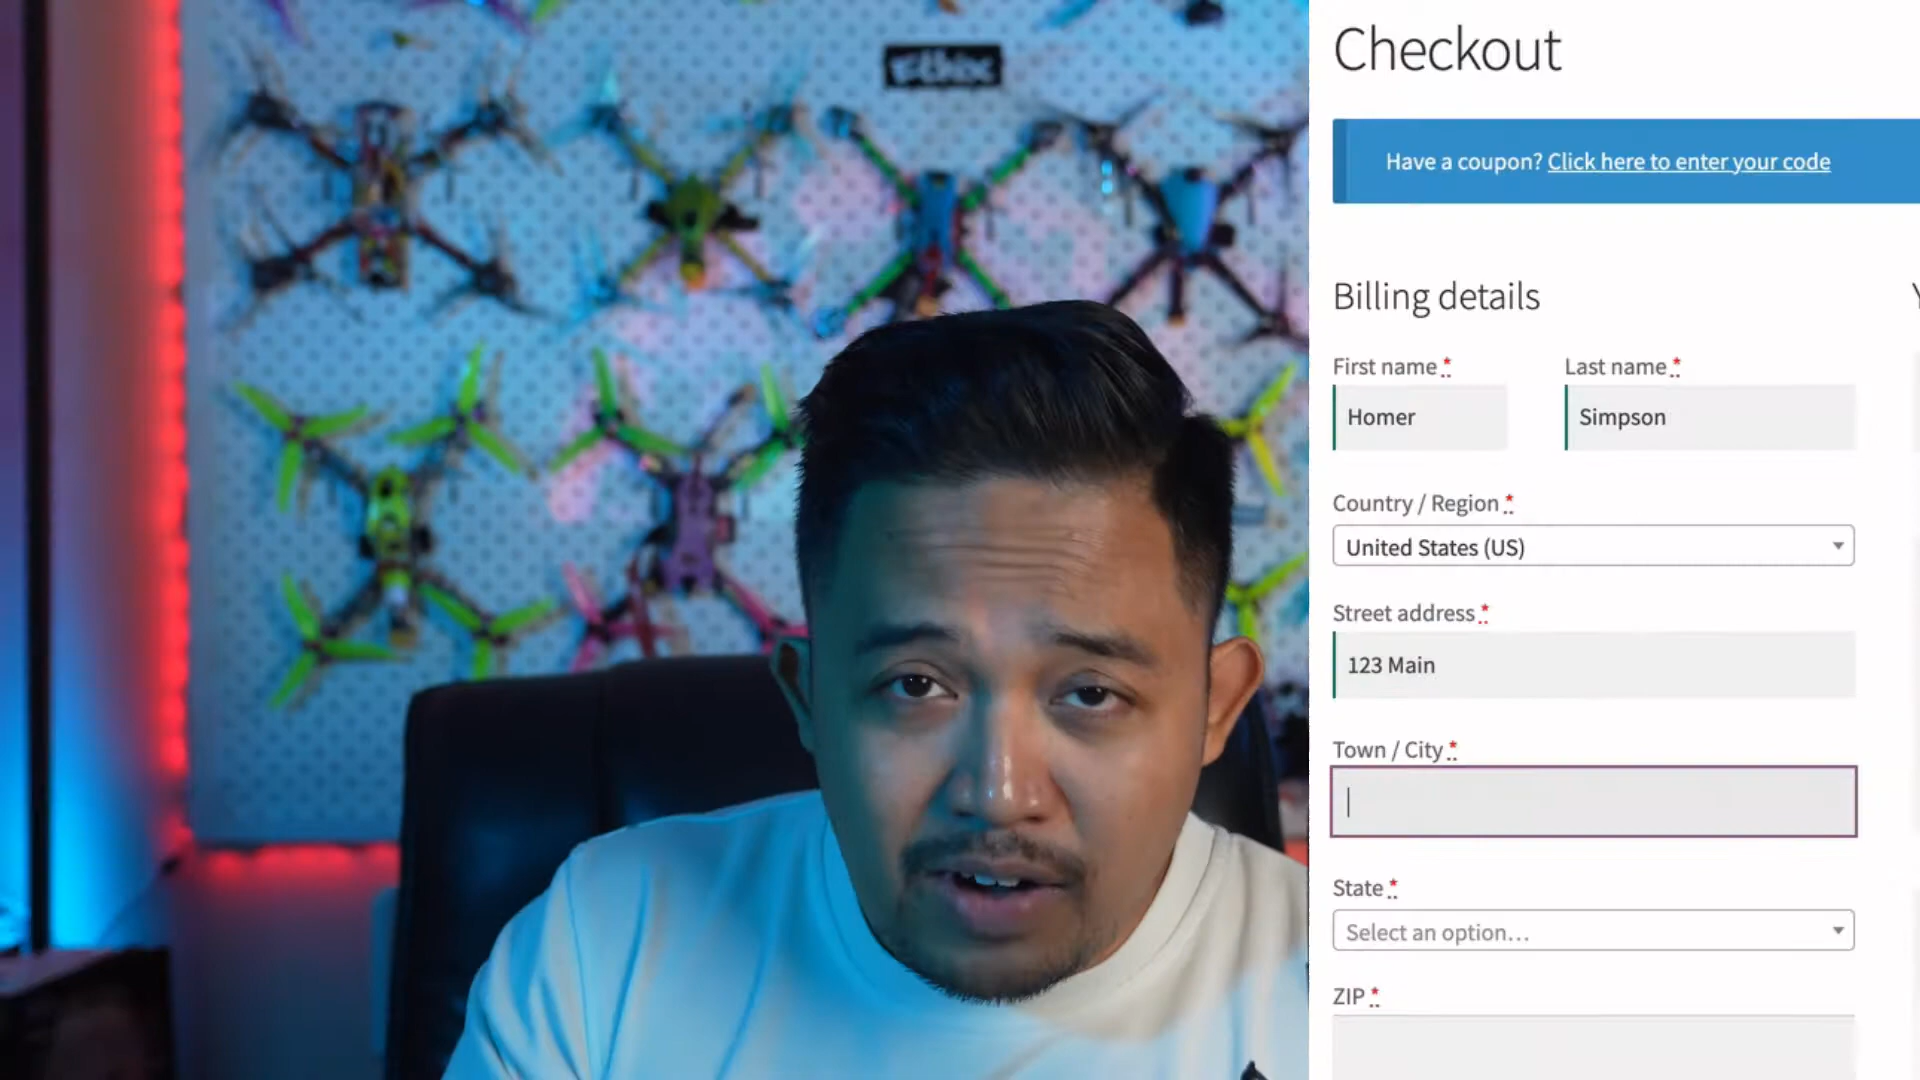 ethix
Checkout
Have a coupon? Click here to enter your code
Billing details
First name *
Last name *
Homer
Simpson
Country / Region *
United States (US)
Street address *
123 Main
Town / City *
State *
Select an option...
ZIP *